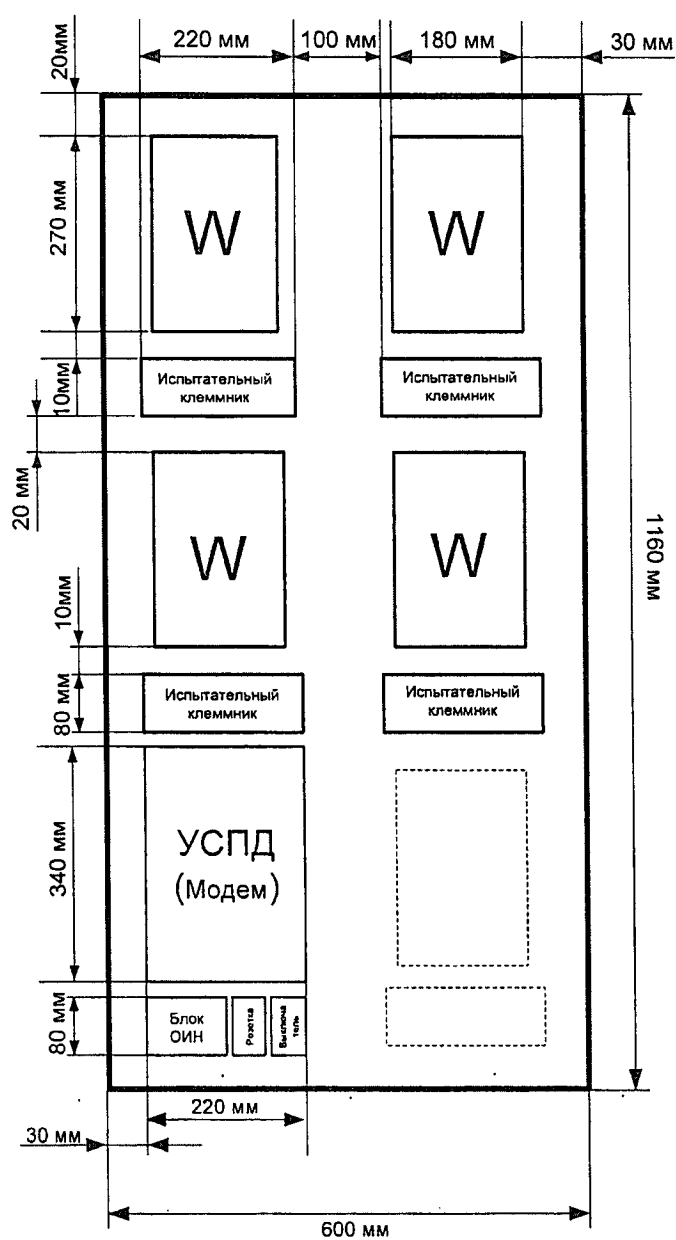 220 мм 100 мм 180 мм 30 мм
20мм
270 мм
W W
10мм
Испытательный
клеммник
Испытательный
клеммник
20 мм
W W
1160 мм
10мм
80 мм
Испытательный
клеммник
Испытательный
клеммник
340 мм
УСПД
(Модем)
80 мм
Блок
ОИН
Розетка
Выключа
тель
220 мм
30 мм
600 мм